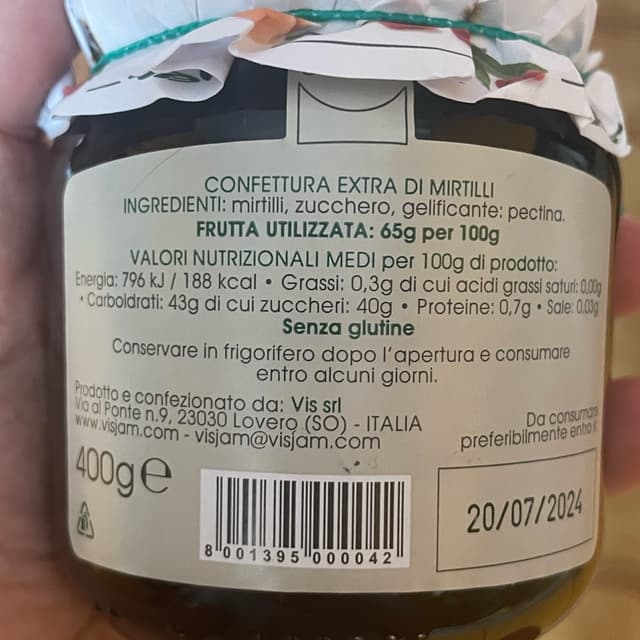 CONFETTURA EXTRA DI MIRTILLI
INGREDIENTI: mirtilli, zucchero, gelificante: pectina.
FRUTTA UTILIZZATA: 65g per 100g
VALORI NUTRIZIONALI MEDI per 100g di prodotto:
Energia: 796 kJ / 188 kcal • Grassi: 0,3g di cui acidi grassi saturi: 0,00g
• Carboidrati: 43g di cui zuccheri: 40g • Proteine: 0,7g • Sale: 0,03g
Senza glutine
Conservare in frigorifero dopo l'apertura e consumare
entro alcuni giorni.
Prodotto e confezionato da: Vis srl
Via al Ponte n.9, 23030 Lovero (SO) - ITALIA
www.visjam.com - visjam@visjam.com
Da consumarsi
preferibilmente entro il:
400g e
20/07/2024
8 001395 000042